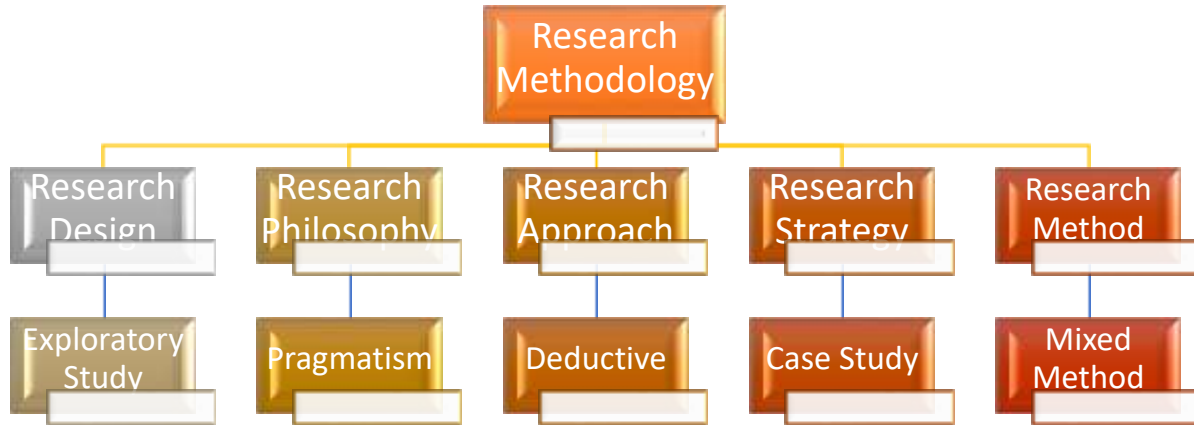 Research
Methodology
Research
Design
Research
Philosophy
Research
Approach
Research
Strategy
Research
Method
Exploratory
Study
Pragmatism
Deductive
Case Study
Mixed
Method